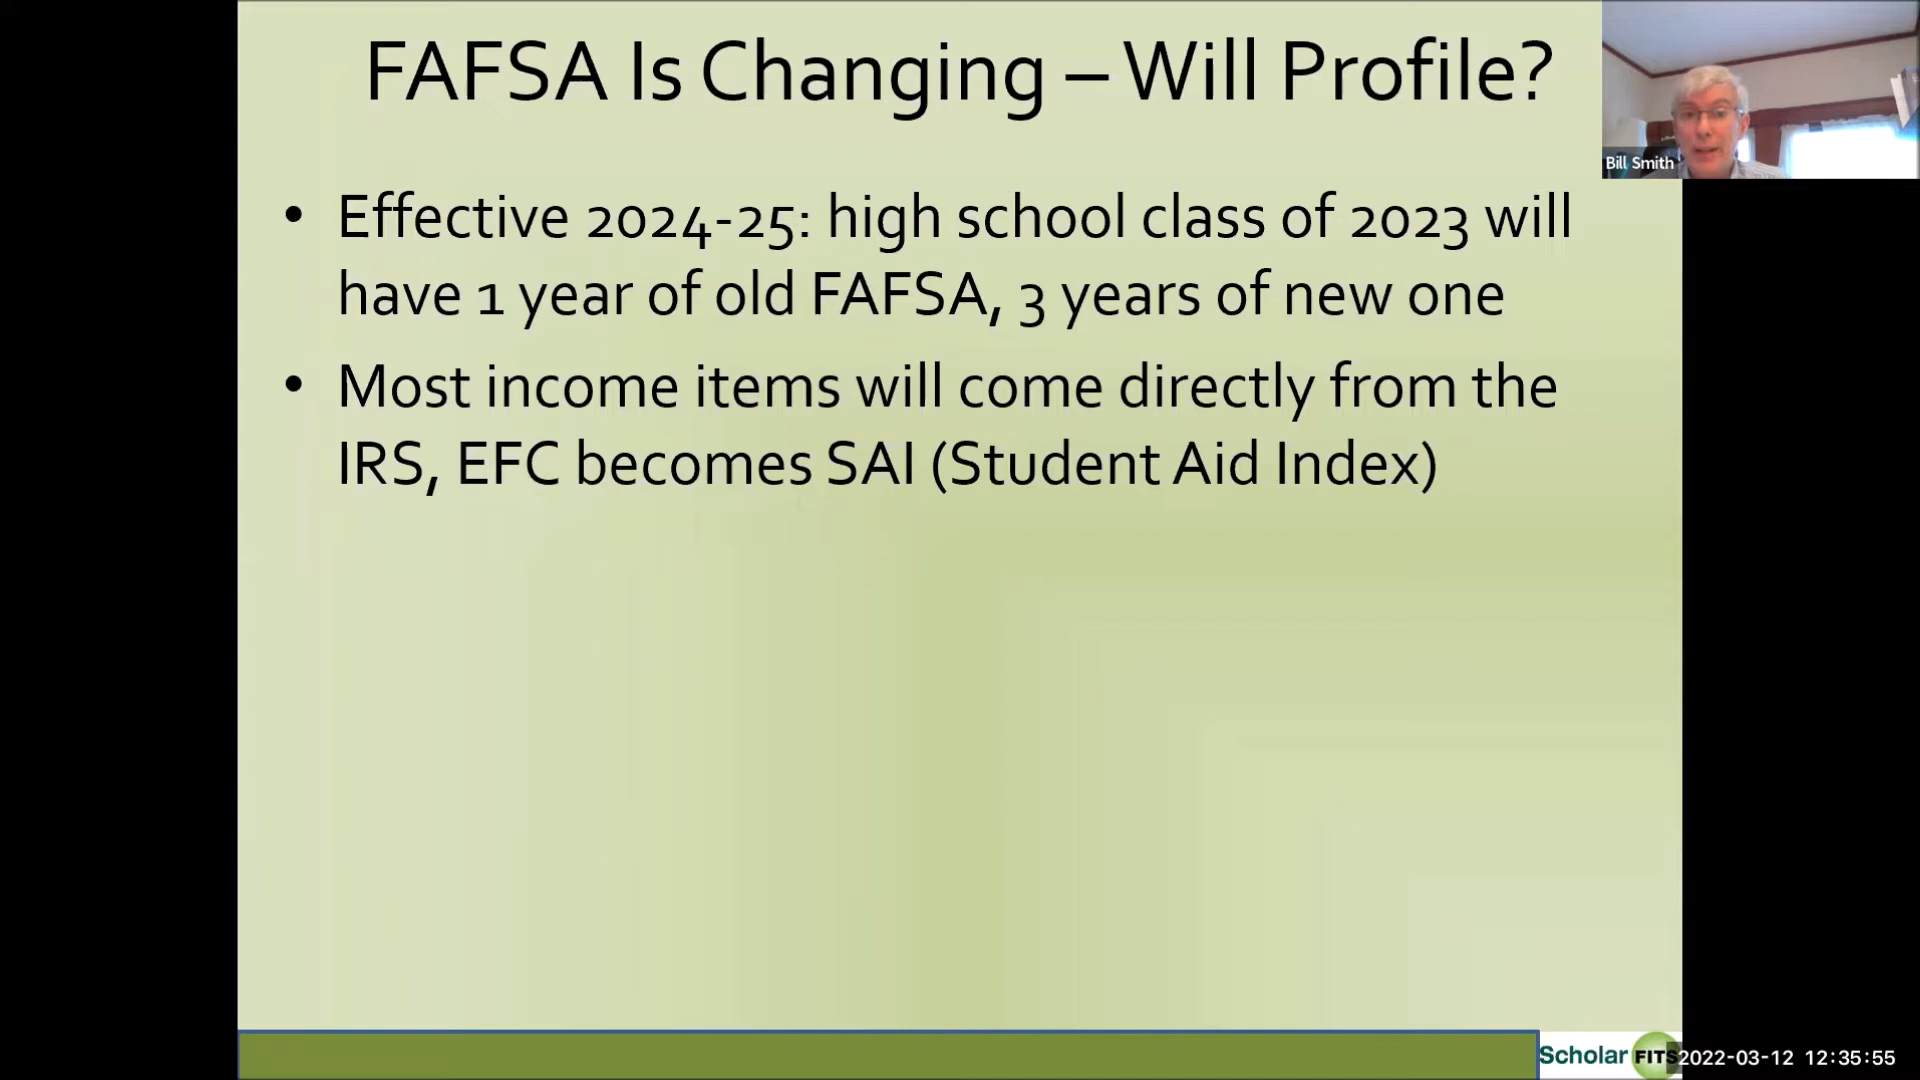 FAFSA Is Changing – Will Profile?
Bill Smith
• Effective 2024-25: high school class of 2023 will
have 1 year of old FAFSA, 3 years of new one
• Most income items will come directly from the
IRS, EFC becomes SAI (Student Aid Index)
Scholar FITS
2022-03-12 12:35:55